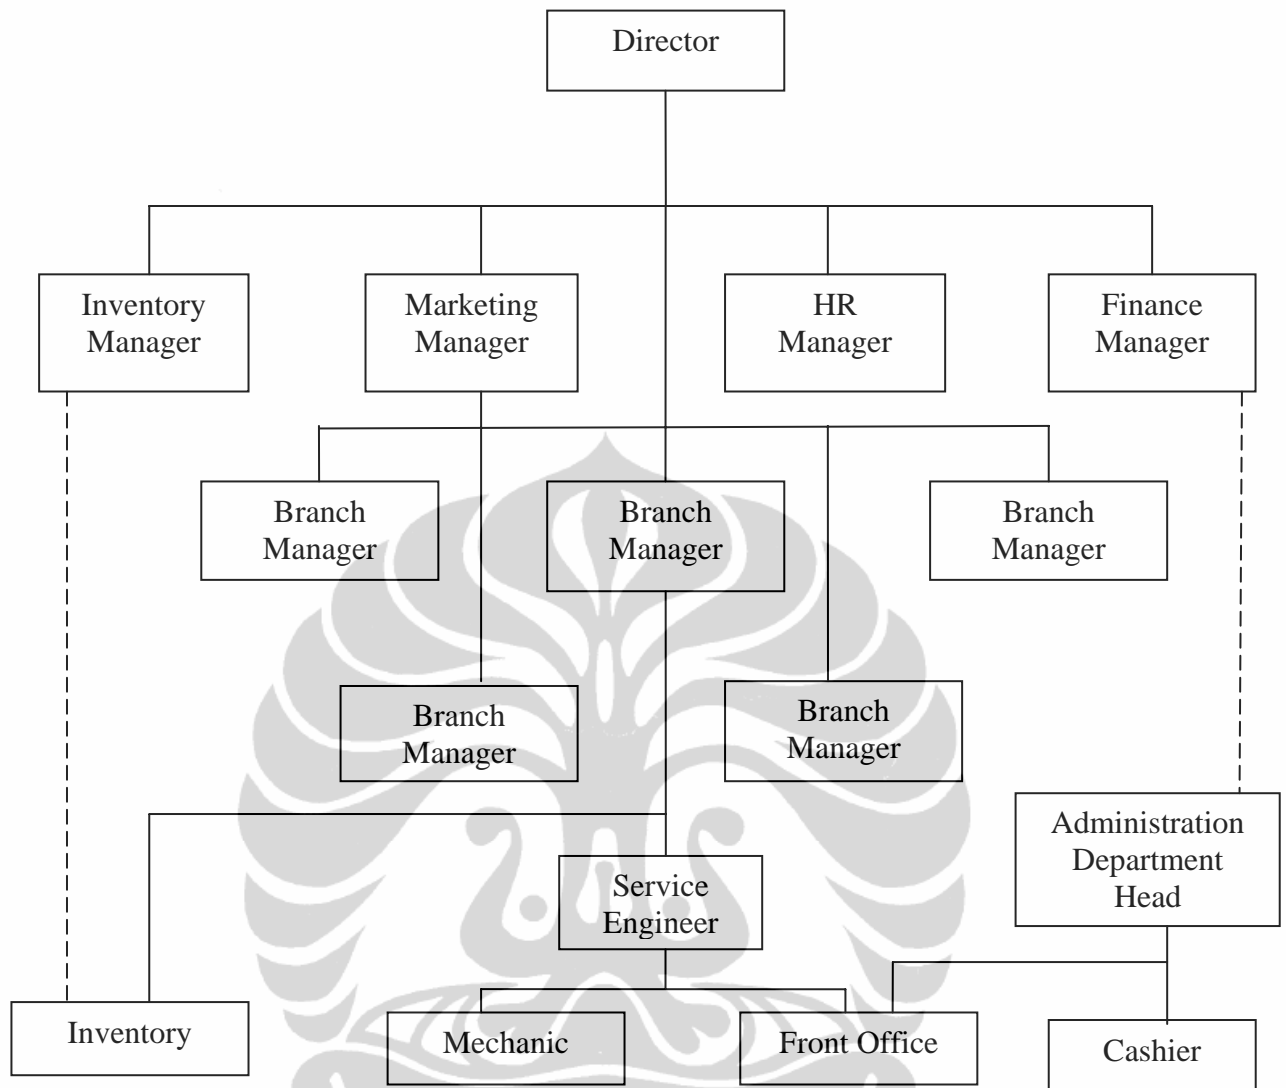 Director
Inventory
Manager
Marketing
Manager
HR
Manager
Finance
Manager
Branch
Manager
Branch
Manager
Branch
Manager
Branch
Manager
Branch
Manager
Administration
Department
Head
Service
Engineer
Inventory
Mechanic
Front Office
Cashier